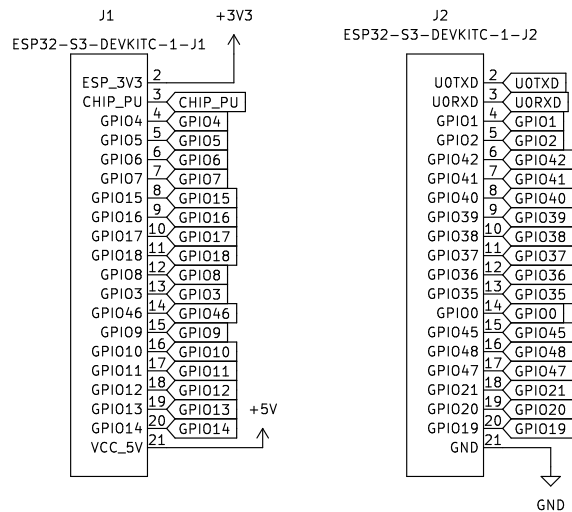 J1
+3V3
ESP32-S3-DEVKITC-1-J1
ESP_3V3 2
CHIP_PU 3 CHIP_PU
GPIO4 4 GPIO4
GPIO5 5 GPIO5
GPIO6 6 GPIO6
GPIO7 7 GPIO7
GPIO15 8 GPIO15
GPIO16 9 GPIO16
GPIO17 10 GPIO17
GPIO18 11 GPIO18
GPIO8 12 GPIO8
GPIO3 13 GPIO3
GPIO46 14 GPIO46
GPIO9 15 GPIO9
GPIO10 16 GPIO10
GPIO11 17 GPIO11
GPIO12 18 GPIO12
GPIO13 19 GPIO13
+5V
GPIO14 20 GPIO14
VCC_5V 21
J2
ESP32-S3-DEVKITC-1-J2
U0TXD 2 U0TXD
U0RXD 3 U0RXD
GPIO1 4 GPIO1
GPIO2 5 GPIO2
GPIO42 6 GPIO42
GPIO41 7 GPIO41
GPIO40 8 GPIO40
GPIO39 9 GPIO39
GPIO38 10 GPIO38
GPIO37 11 GPIO37
GPIO36 12 GPIO36
GPIO35 13 GPIO35
GPIO0 14 GPIO0
GPIO45 15 GPIO45
GPIO48 16 GPIO48
GPIO47 17 GPIO47
GPIO21 18 GPIO21
GPIO20 19 GPIO20
GPIO19 20 GPIO19
GND 21
GND